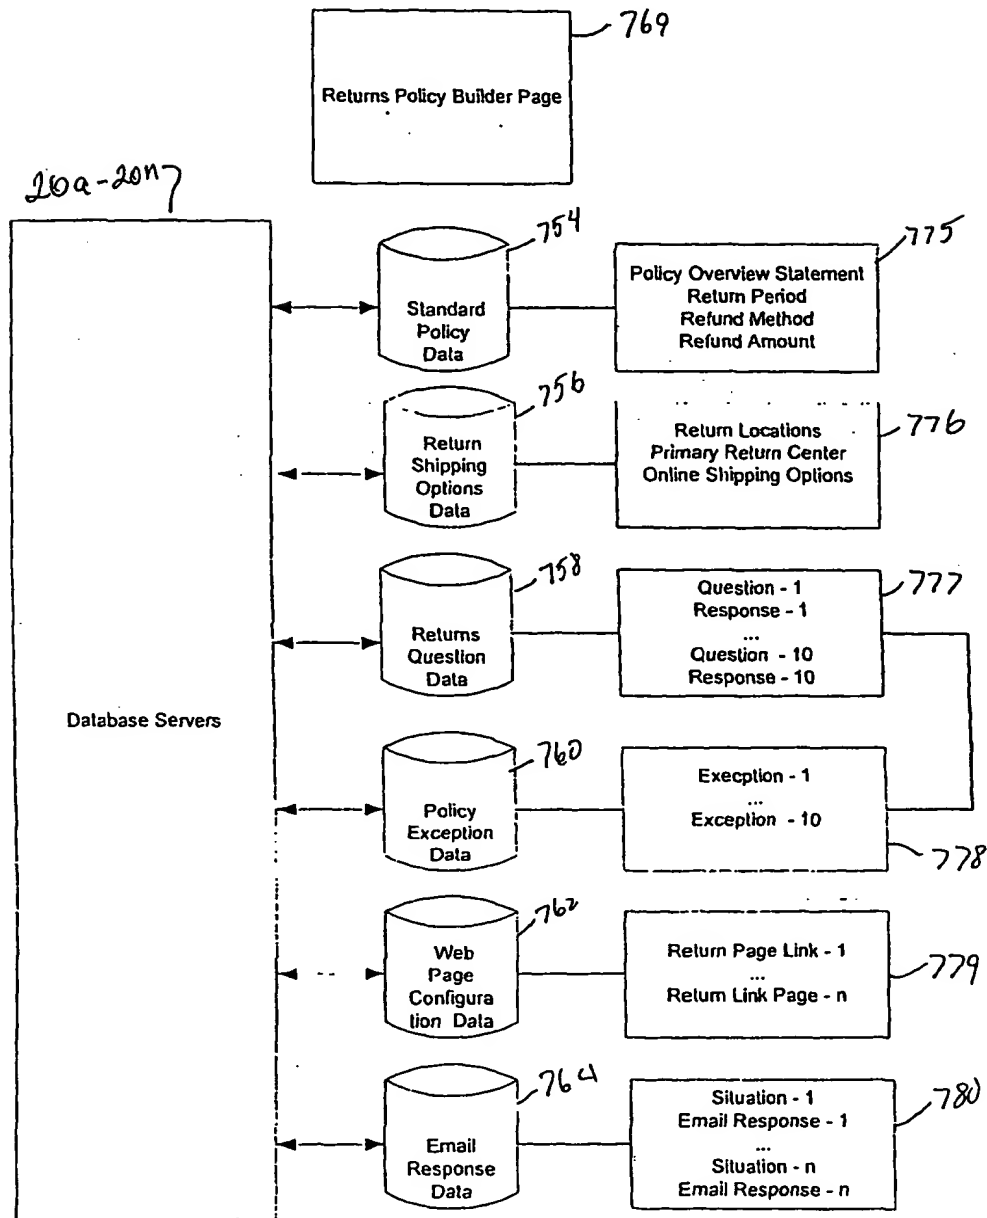 769
Returns Policy Builder Page
20a-20n
754
Standard
Policy
Data
775
Policy Overview Statement
Return Period
Refund Method
Refund Amount
756
Return
Shipping
Options
Data
776
Return Locations
Primary Return Center
Online Shipping Options
758
Returns
Question
Data
777
Question - 1
Response - 1
...
Question - 10
Response - 10
Database Servers
760
Policy
Exception
Data
Execption - 1
...
Exception - 10
778
762
Web
Page
Configura
tion Data
Return Page Link - 1
...
Return Link Page - n
779
764
Email
Response
Data
Situation - 1
Email Response - 1
...
Situation - n
Email Response - n
780